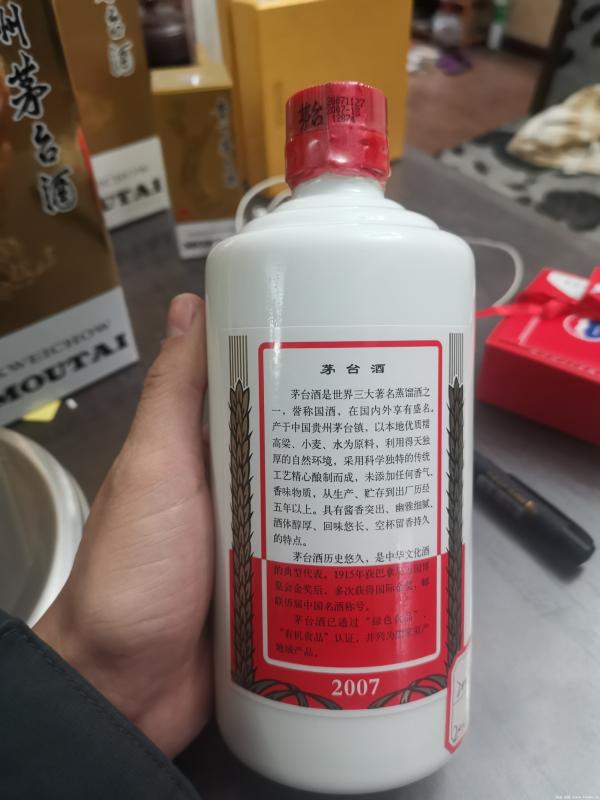 州茅台酒
KWEICHOW
MOUTAI
酒
UTAI
茅台
20071127
2007-18
茅台酒
茅台酒是世界三大著名蒸馏酒之
一，誉称国酒，在国内外享有盛名。
产于中国贵州茅台镇，以本地优质糯
高粱、小麦、水为原料，利用得天独
厚的自然环境，采用科学独特的传统
工艺精心酿制而成，未添加任何香气、
香味物质，从生产、贮存到出厂历经
五年以上。具有酱香突出、幽雅细腻、
酒体醇厚、回味悠长、空杯留香持久
的特点。
茅台酒历史悠久，是中华文化酒
的典型代表。1915年获巴拿马万国博
览会金奖后，多次获得国际金奖，蝉
联历届中国名酒称号。
茅台酒已通过“绿色食品”、
“有机食品”认证，并列为国家原产
地域产品。
2007